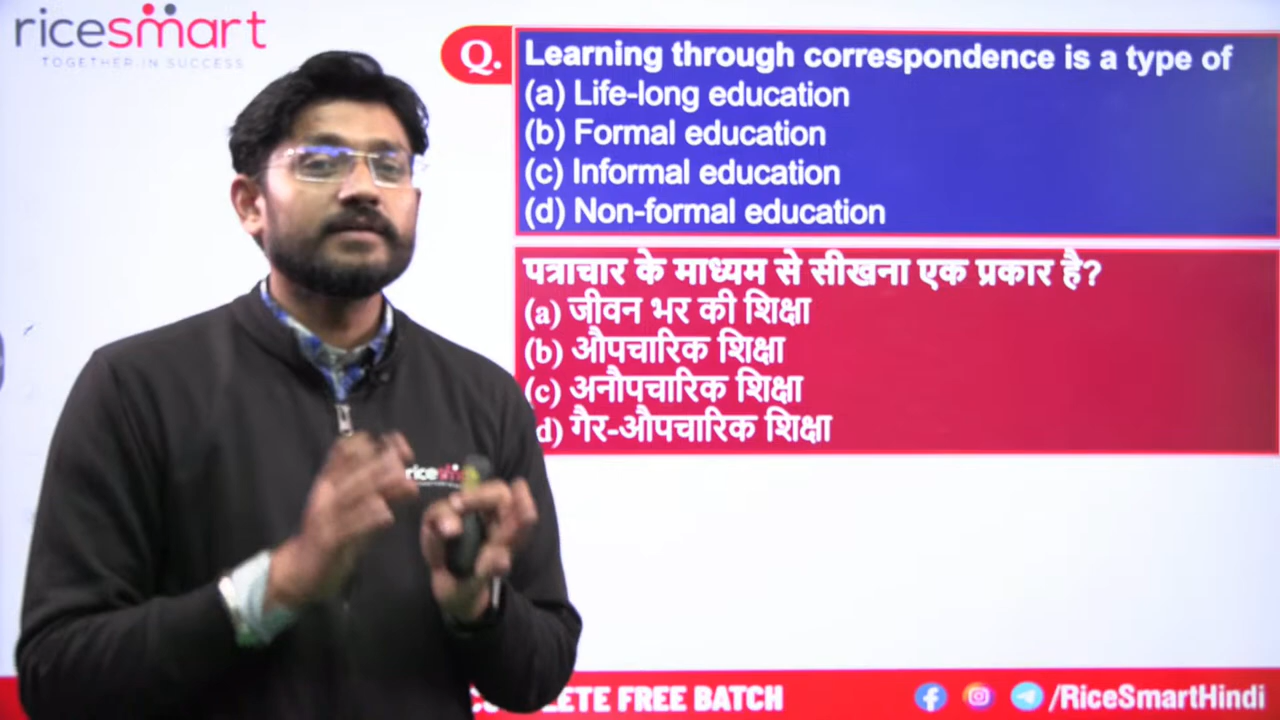 ricesmart
TOGETHER IN SUCCESS
Q. Learning through correspondence is a type of
(a) Life-long education
(b) Formal education
(c) Informal education
(d) Non-formal education
पत्राचार के माध्यम से सीखना एक प्रकार है?
(a) जीवन भर की शिक्षा
(b) औपचारिक शिक्षा
(c) अनौपचारिक शिक्षा
d) गैर-औपचारिक शिक्षा
FREE BATCH
/RiceSmartHindi